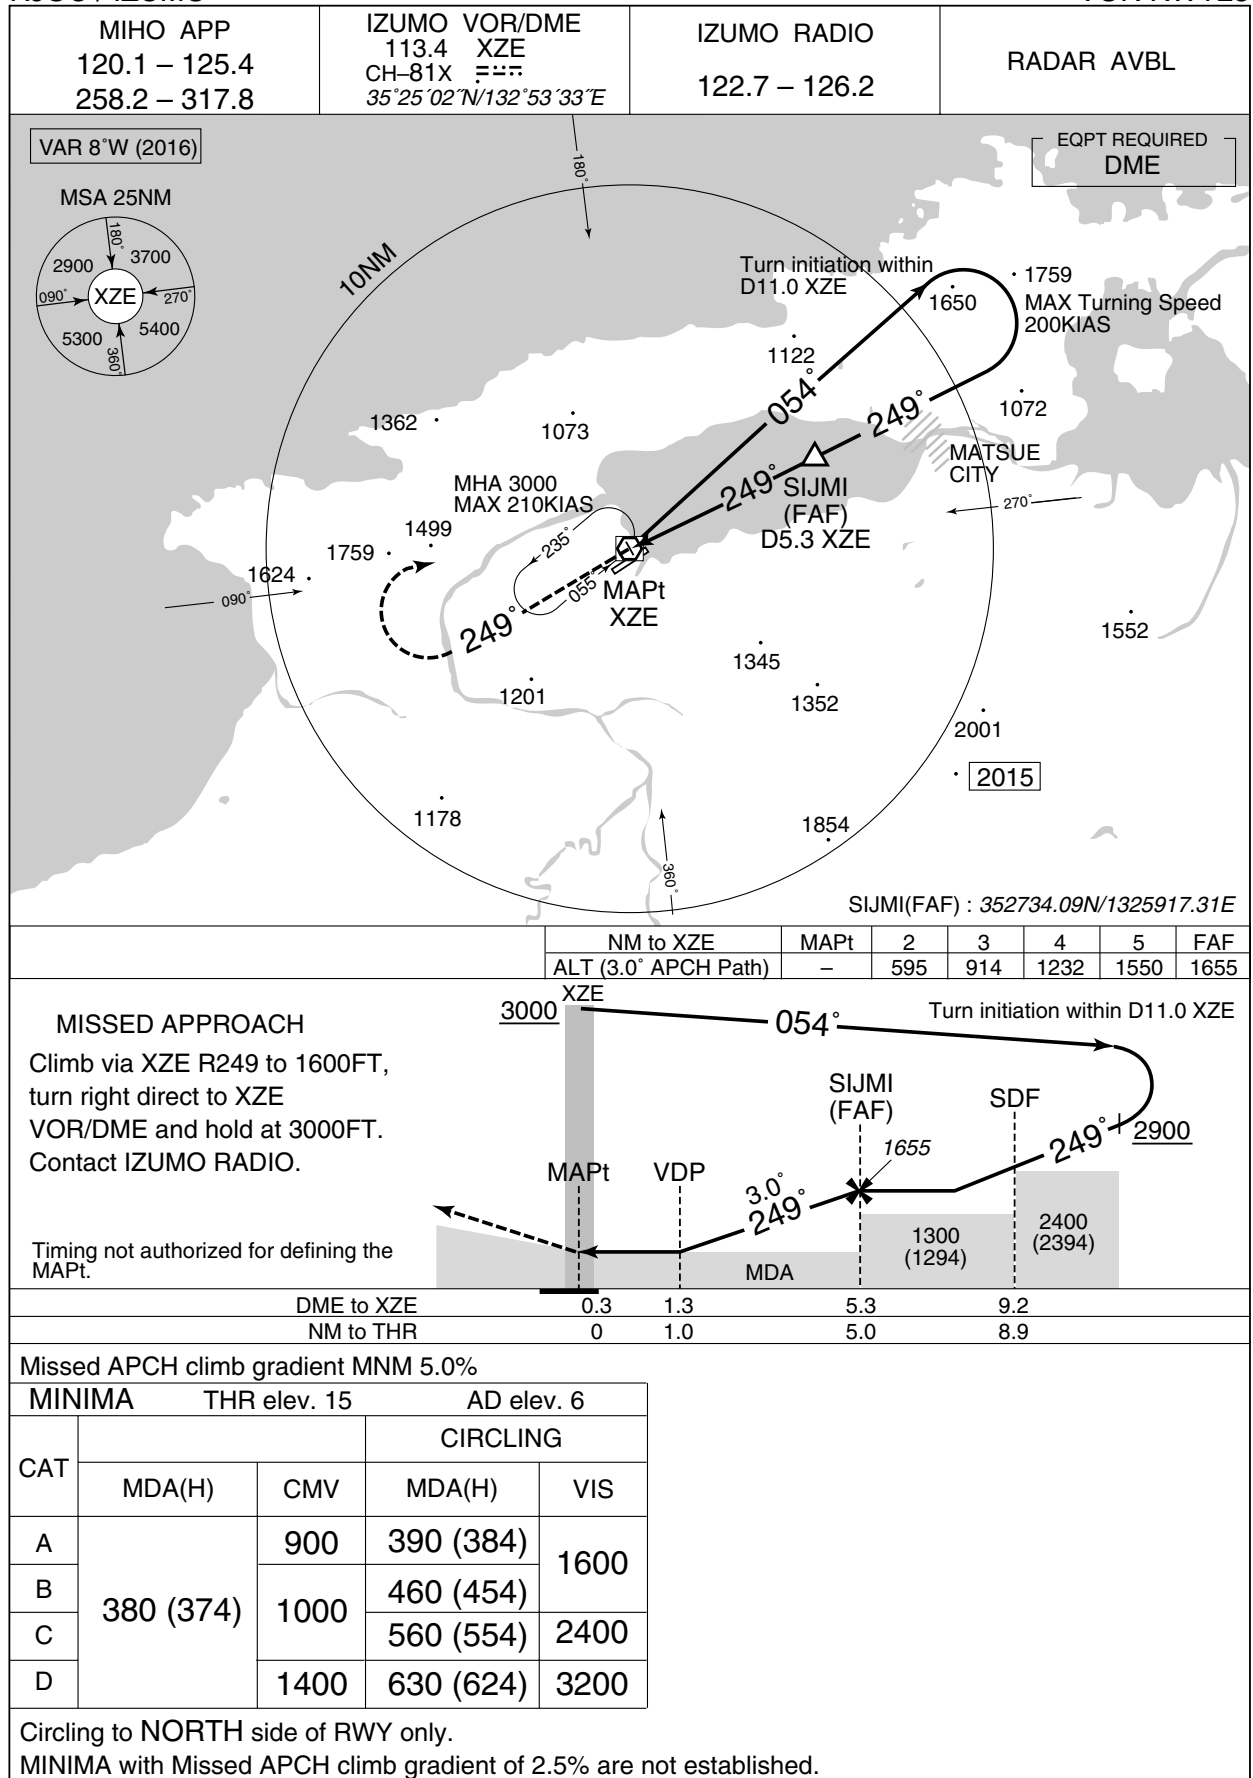 MIHO APP
120.1 – 125.4
258.2 – 317.8
IZUMO VOR/DME
113.4 XZE
CH–81X
35°25´02˝N/132°53´33˝E
IZUMO RADIO
122.7 – 126.2
RADAR AVBL
VAR 8°W (2016)
EQPT REQUIRED
DME
MSA 25NM
180°
2900
3700
090°
XZE
270°
5300
5400
360°
180°
10NM
Turn initiation within
D11.0 XZE
1650
1759
MAX Turning Speed
200KIAS
1122
054°
249°
1072
1362
1073
MATSUE
CITY
MHA 3000
MAX 210KIAS
249°
SIJMI
(FAF)
D5.3 XZE
270°
1499
235°
1759
1624
090°
055°
MAPt
XZE
249°
1552
1345
1201
1352
2001
2015
1178
1854
360°
SIJMI(FAF) : 352734.09N/1325917.31E
NM to XZE MAPt 2 3 4 5 FAF
ALT (3.0° APCH Path) – 595 914 1232 1550 1655
MISSED APPROACH
Climb via XZE R249 to 1600FT,
turn right direct to XZE
VOR/DME and hold at 3000FT.
Contact IZUMO RADIO.
Timing not authorized for defining the
MAPt.
XZE
3000
054°
Turn initiation within D11.0 XZE
SIJMI
(FAF)
SDF
249°
2900
1655
MAPt
VDP
3.0°
249°
1300
(1294)
2400
(2394)
MDA
DME to XZE 0.3 1.3 5.3 9.2
NM to THR 0 1.0 5.0 8.9
Missed APCH climb gradient MNM 5.0%
MINIMA THR elev. 15 AD elev. 6
CAT CIRCLING
MDA(H) CMV MDA(H) VIS
A 380 (374) 900 390 (384) 1600
B 1000 460 (454)
C 560 (554) 2400
D 1400 630 (624) 3200
Circling to NORTH side of RWY only.
MINIMA with Missed APCH climb gradient of 2.5% are not established.